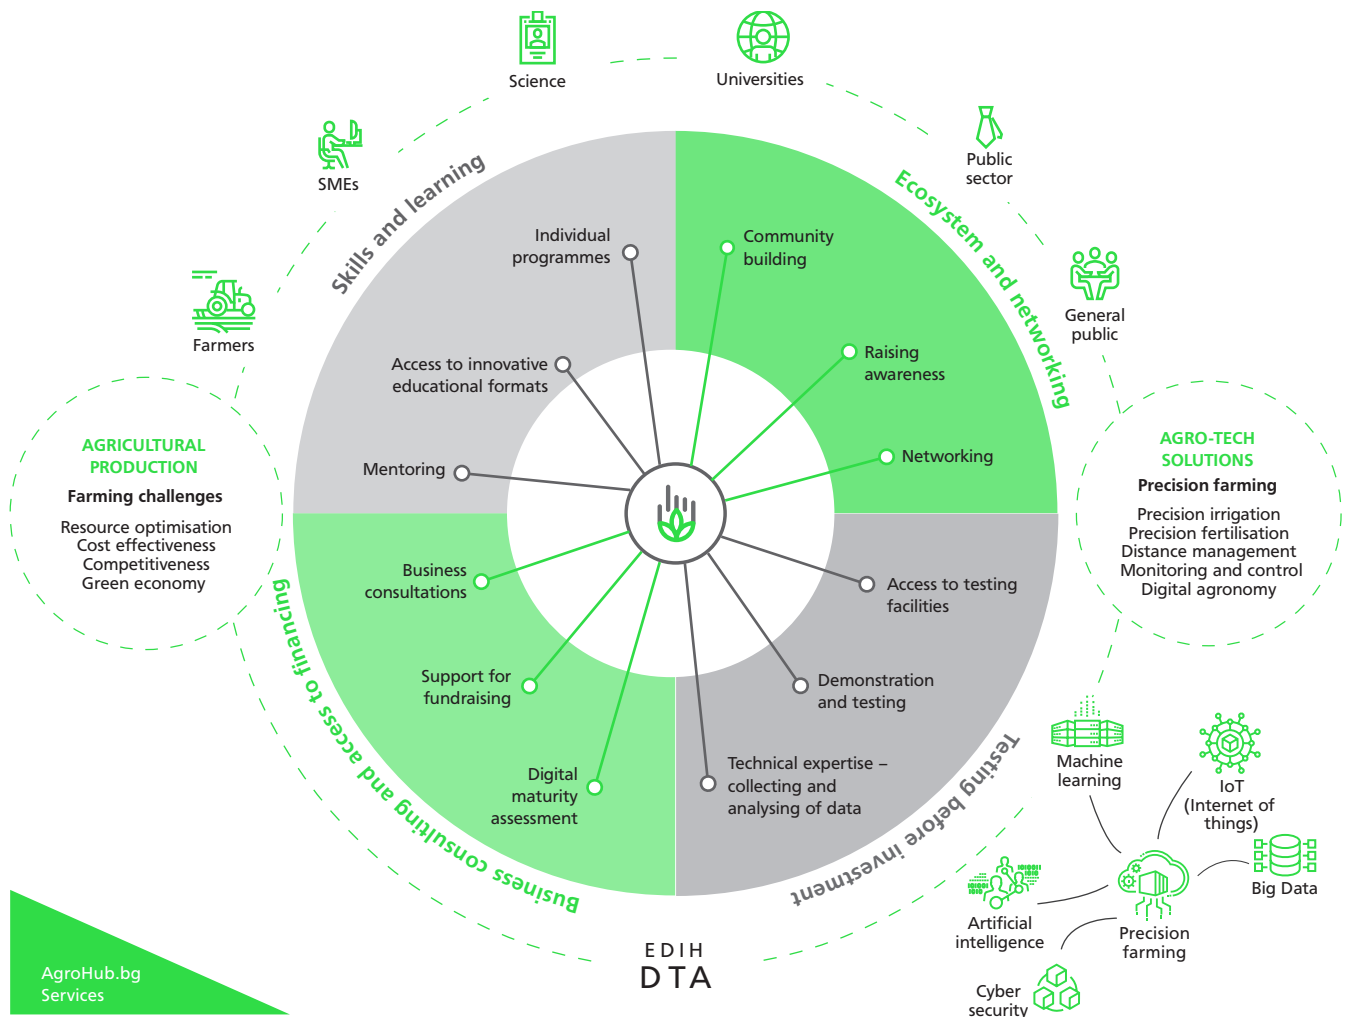 Science
Universities
SMEs
Public
sector
Farmers
General
public
Skills and learning
Ecosystem and networking
Individual
programmes
Community
building
Access to innovative
educational formats
Raising
awareness
Mentoring
Networking
AGRICULTURAL
PRODUCTION
Farming challenges
Resource optimisation
Cost effectiveness
Competitiveness
Green economy
AGRO-TECH
SOLUTIONS
Precision farming
Precision irrigation
Precision fertilisation
Distance management
Monitoring and control
Digital agronomy
Business
consultations
Support for
fundraising
Digital
maturity
assessment
Access to testing
facilities
Demonstration
and testing
Technical expertise –
collecting and
analysing of data
Business consulting and access to financing
Testing before investment
Machine
learning
IoT
(Internet of
things)
Big Data
Artificial
intelligence
Precision
farming
Cyber
security
EDIH
DTA
AgroHub.bg
Services